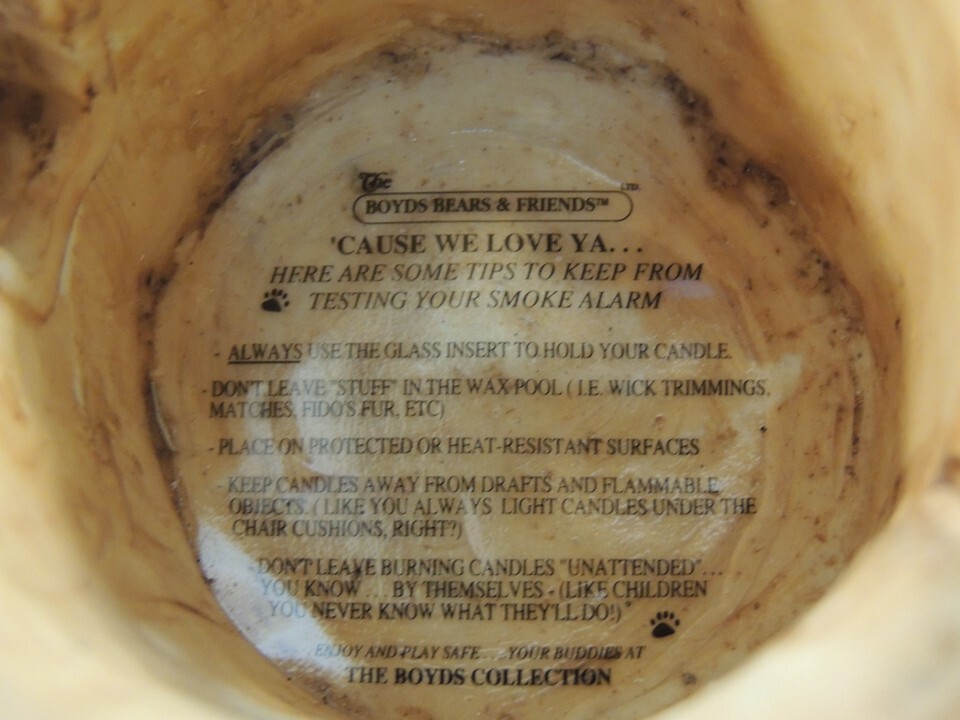 The
BOYDS BEARS & FRIENDS™ LTD.
'CAUSE WE LOVE YA...
HERE ARE SOME TIPS TO KEEP FROM
TESTING YOUR SMOKE ALARM
- ALWAYS USE THE GLASS INSERT TO HOLD YOUR CANDLE.
- DON'T LEAVE "STUFF" IN THE WAX POOL ( I.E. WICK TRIMMINGS,
MATCHES, FIDO'S FUR, ETC)
- PLACE ON PROTECTED OR HEAT-RESISTANT SURFACES
- KEEP CANDLES AWAY FROM DRAFTS AND FLAMMABLE
OBJECTS. ( LIKE YOU ALWAYS LIGHT CANDLES UNDER THE
CHAIR CUSHIONS, RIGHT?)
- DON'T LEAVE BURNING CANDLES "UNATTENDED"...
YOU KNOW ... BY THEMSELVES - (LIKE CHILDREN
YOU NEVER KNOW WHAT THEY'LL DO!)"
ENJOY AND PLAY SAFE... YOUR BUDDIES AT
THE BOYDS COLLECTION